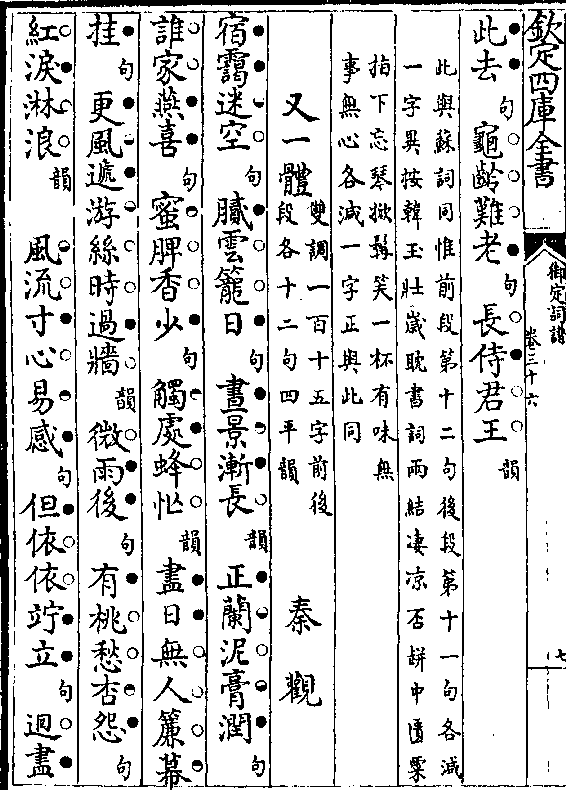 欽定四庫全書
御定詞譜
卷三十六
七
此去句龜齡難老句長侍君王韻
此與蘇詞同惟前段第十二句後段第十一句各減
一字異按韓玉壯歲耽書詞兩結凄凉否餅中匱粟
指下忘琴掀髯笑一杯有味無
事無心各減一字正與此同
又一體
雙調一百十五字前後
段各十二句四平韻
秦觀
宿靄迷空句膩雲籠日句晝景漸長韻正蘭泥膏潤句
誰家燕喜句蜜脾香少句觸處蜂忙韻盡日無人簾幕
挂句更風遞游絲時過牆韻微雨後句有桃愁杏怨句
紅淚淋浪韻風流寸心易感句但依依竚立句迴盡